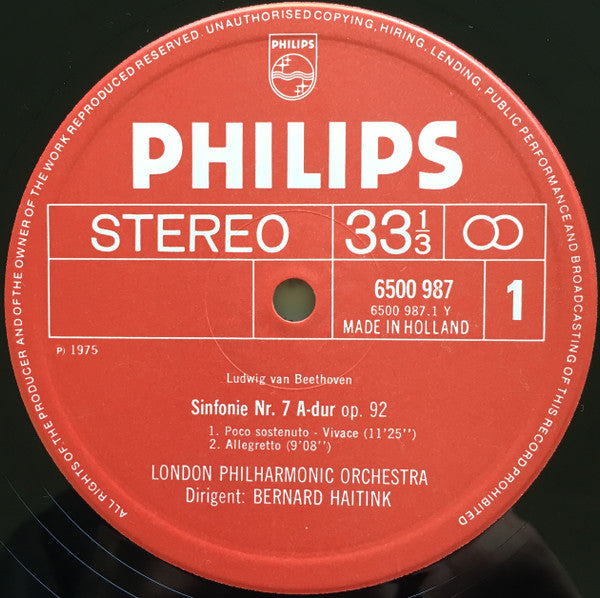 ALL RIGHTS OF THE PRODUCER AND OF THE OWNER OF THE WORK REPRODUCED RESERVED. UNAUTHORISED COPYING, HIRING, LENDING, PUBLIC PERFORMANCE AND BROADCASTING OF THIS RECORD PROHIBITED
PHILIPS
PHILIPS
STEREO 33 1/3
6500 987
6500 987.1 Y
MADE IN HOLLAND
1
P) 1975
Ludwig van Beethoven
Sinfonie Nr. 7 A-dur op. 92
1. Poco sostenuto - Vivace (11'25'')
2. Allegretto (9'08'')
LONDON PHILHARMONIC ORCHESTRA
Dirigent: BERNARD HAITINK